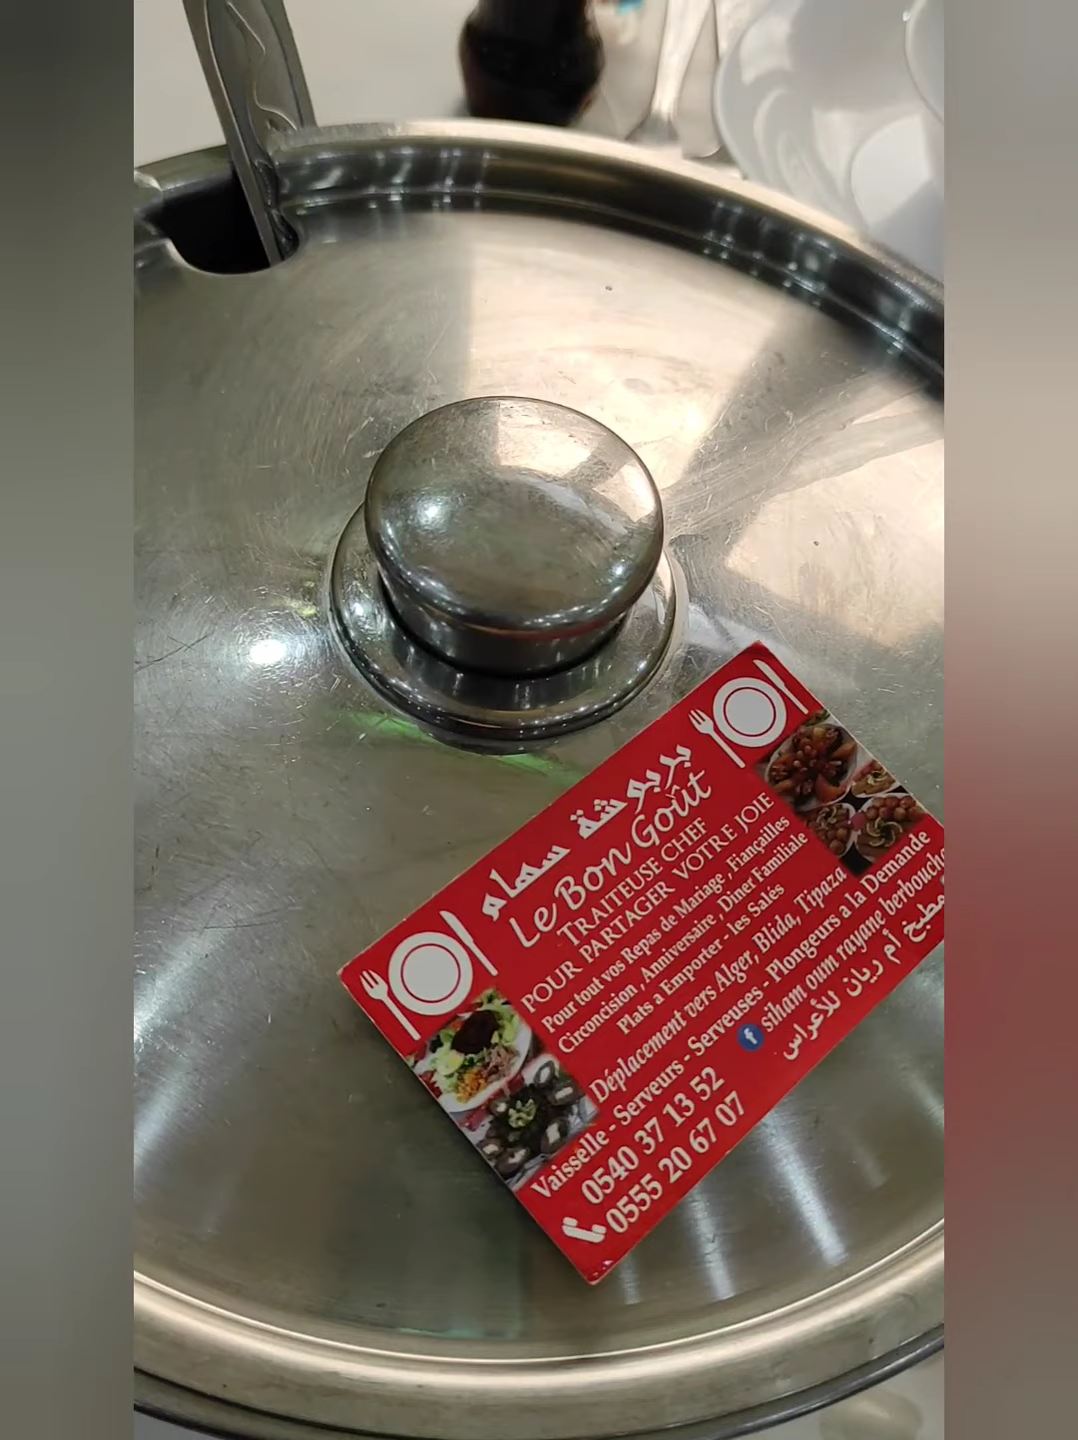 بربوشة سهام
Le Bon Goût
TRAITEUSE CHEF
POUR PARTAGER VOTRE JOIE
Pour tout vos Repas de Mariage , Fiançailles
Circoncision , Anniversaire , Diner Familiale
Plats a Emporter - les Salés
Déplacement vers Alger, Blida, Tipaza
Vaisselle - Serveurs - Serveuses - Plongeurs a la Demande
siham oum rayane berbouche
مطبخ أم ريان للأعراس
0540 37 13 52
0555 20 67 07